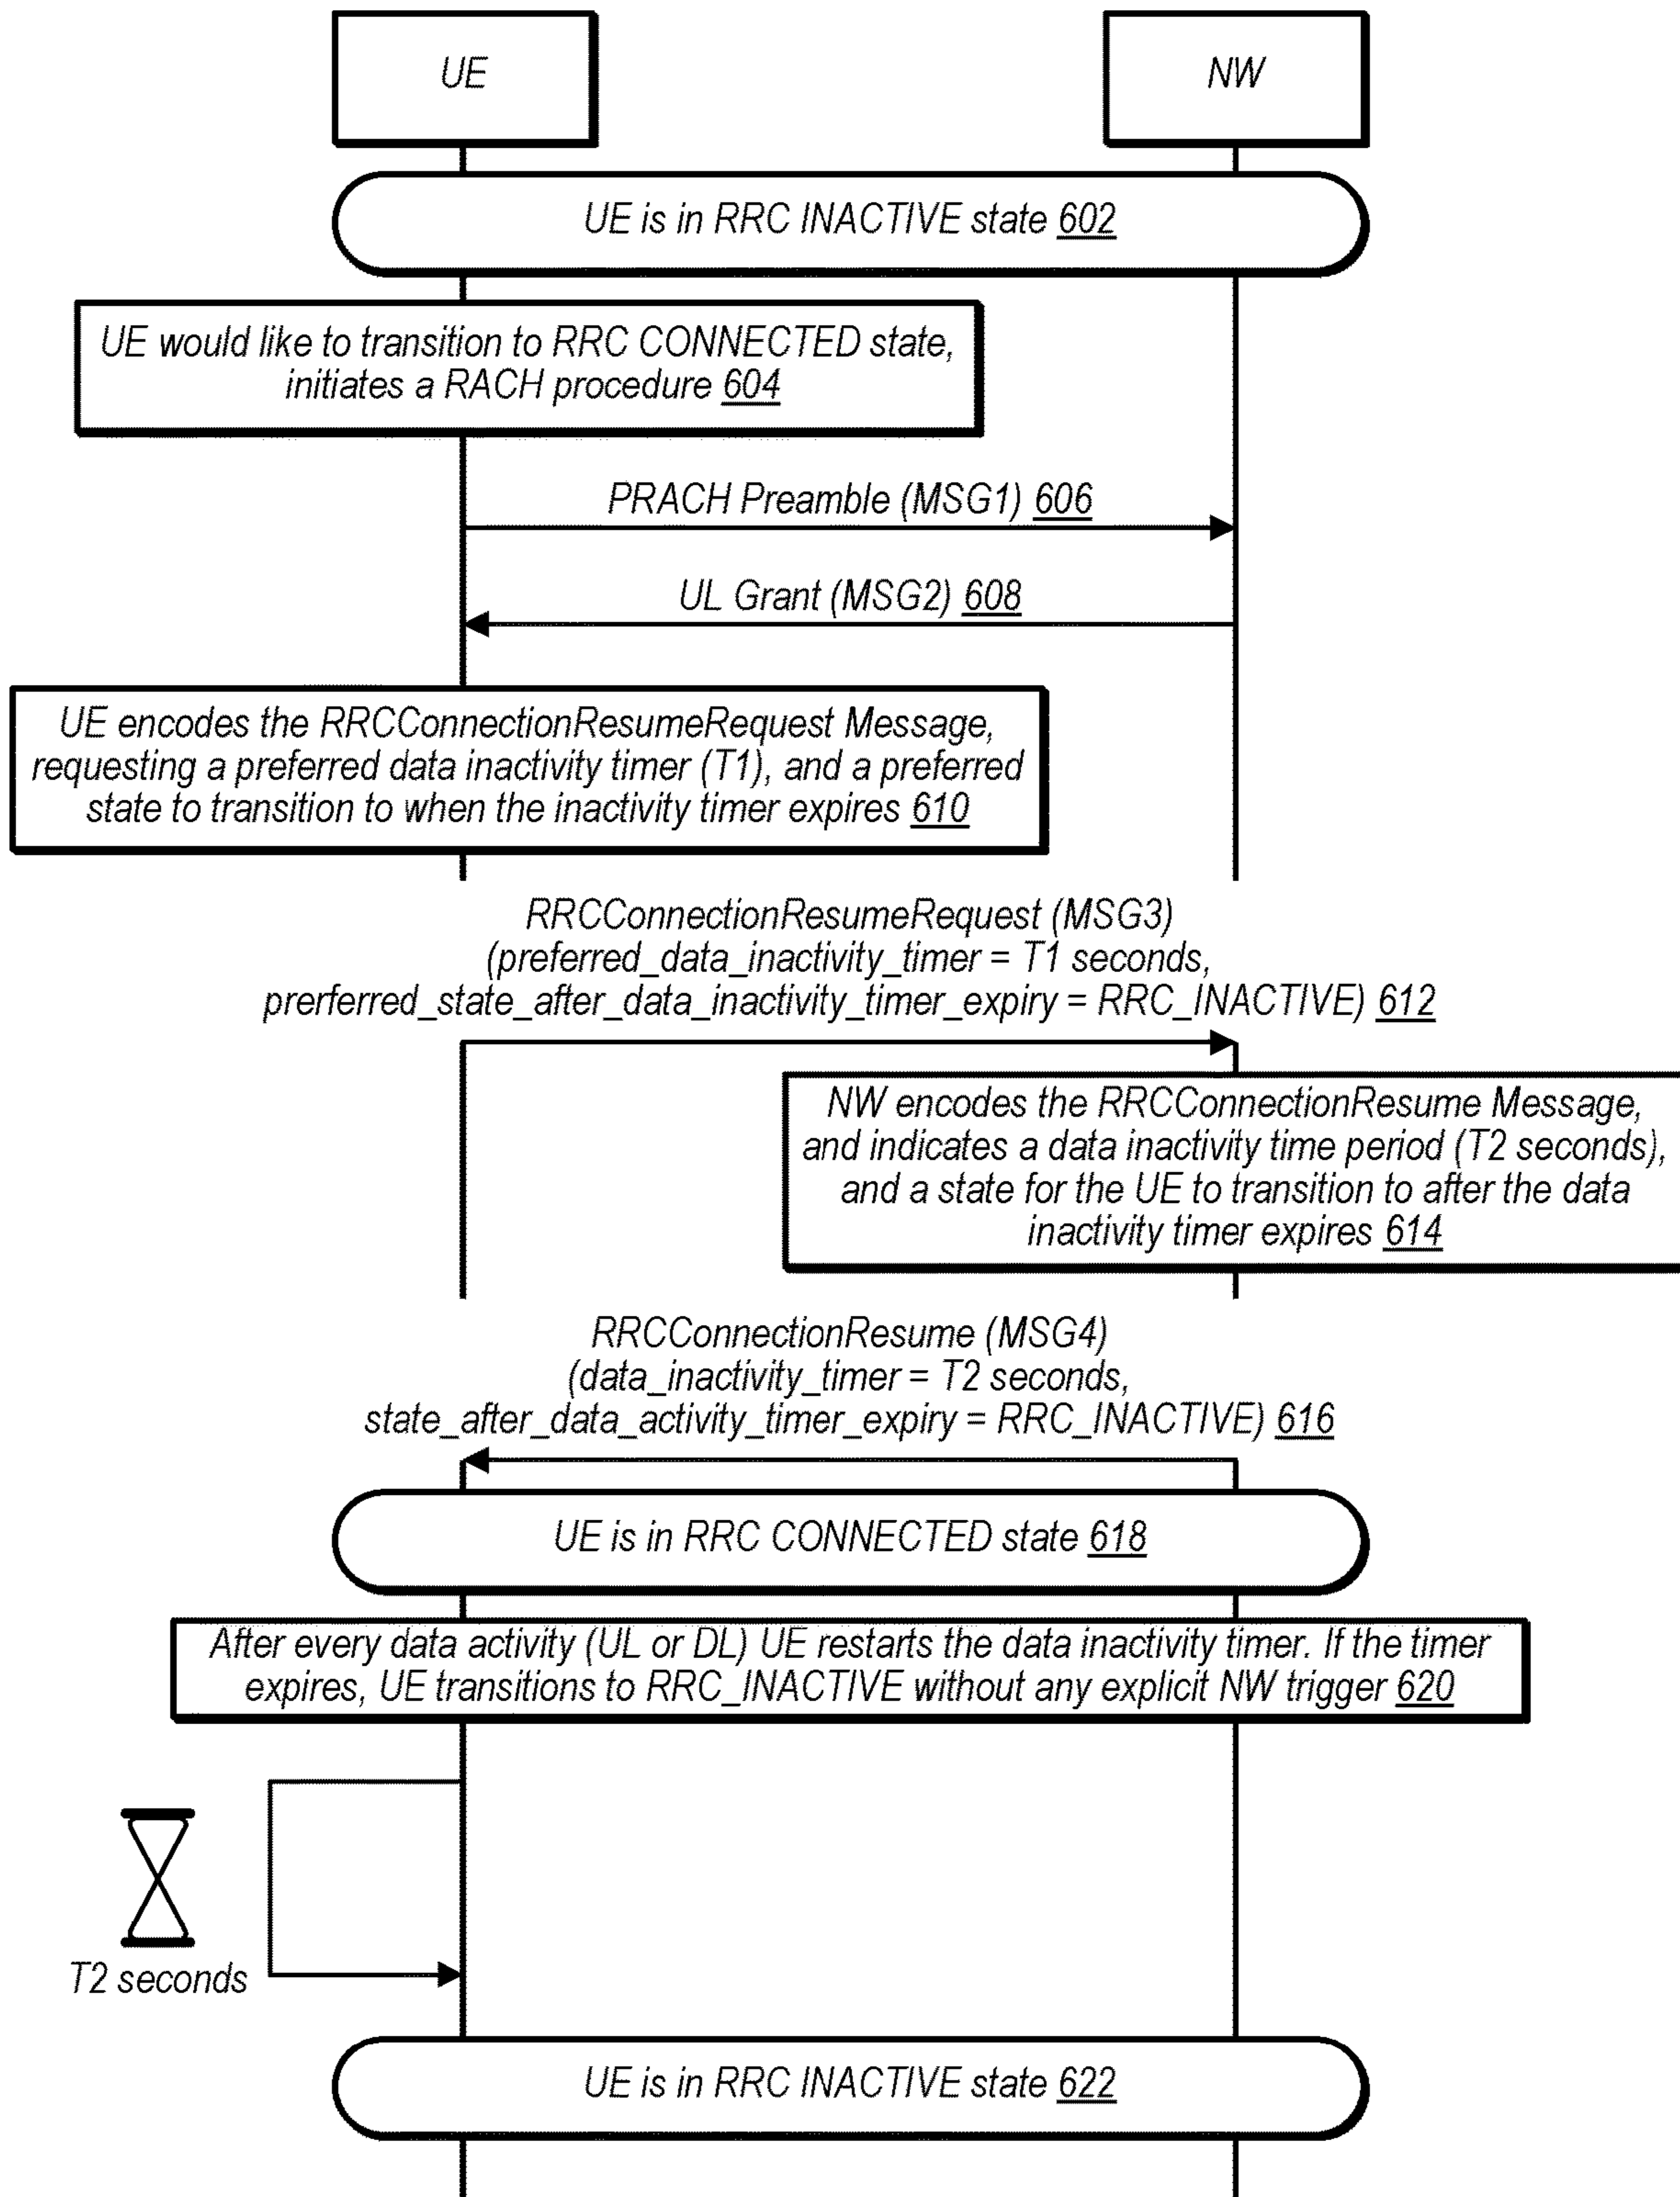 UE
NW
UE is in RRC INACTIVE state 602
UE would like to transition to RRC CONNECTED state,
initiates a RACH procedure 604
PRACH Preamble (MSG1) 606
UL Grant (MSG2) 608
UE encodes the RRCConnectionResumeRequest Message,
requesting a preferred data inactivity timer (T1), and a preferred
state to transition to when the inactivity timer expires 610
RRCConnectionResumeRequest (MSG3)
(preferred_data_inactivity_timer = T1 seconds,
prerferred_state_after_data_inactivity_timer_expiry = RRC_INACTIVE) 612
NW encodes the RRCConnectionResume Message,
and indicates a data inactivity time period (T2 seconds),
and a state for the UE to transition to after the data
inactivity timer expires 614
RRCConnectionResume (MSG4)
(data_inactivity_timer = T2 seconds,
state_after_data_activity_timer_expiry = RRC_INACTIVE) 616
UE is in RRC CONNECTED state 618
After every data activity (UL or DL) UE restarts the data inactivity timer. If the timer
expires, UE transitions to RRC_INACTIVE without any explicit NW trigger 620
T2 seconds
UE is in RRC INACTIVE state 622